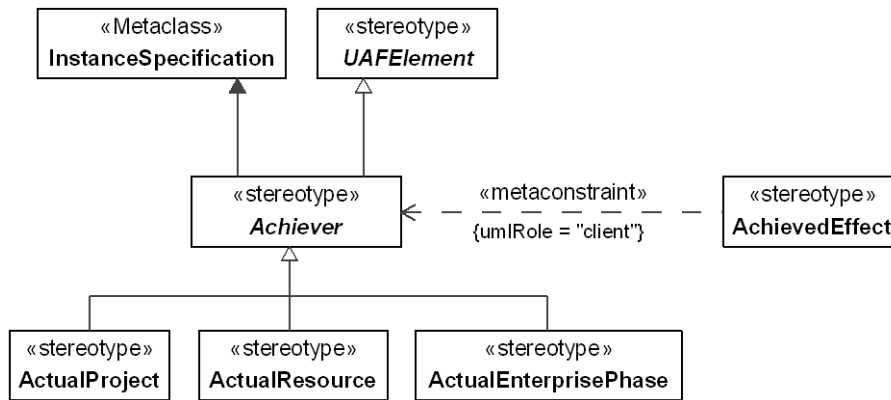 «Metaclass»
InstanceSpecification
«stereotype»
UAFElement
«stereotype»
Achiever
«metaconstraint»
{umlRole = "client"}
«stereotype»
AchievedEffect
«stereotype»
ActualProject
«stereotype»
ActualResource
«stereotype»
ActualEnterprisePhase